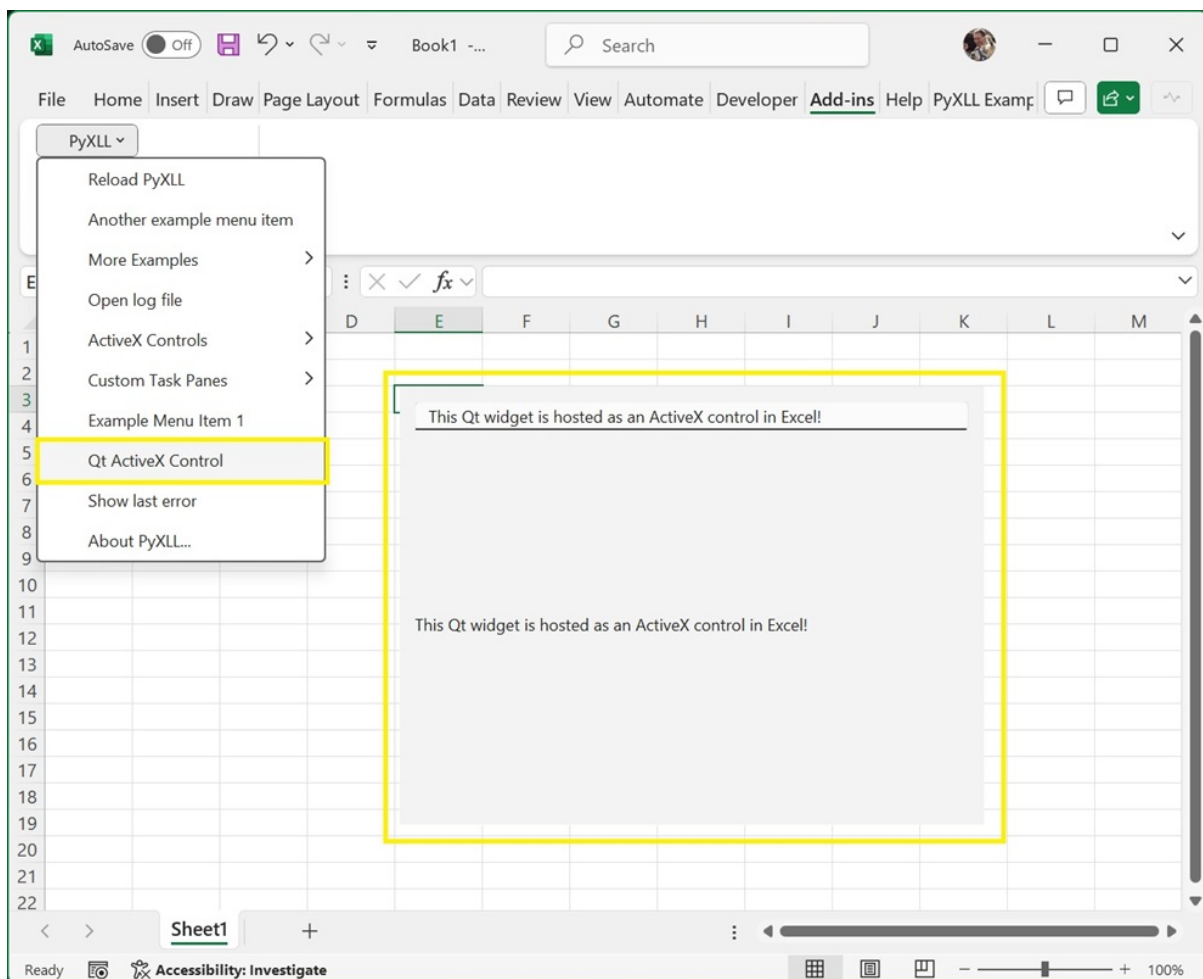 AutoSave Off Book1 -... Search
File Home Insert Draw Page Layout Formulas Data Review View Automate Developer Add-ins Help PyXLL Examp
PyXLL
Reload PyXLL
Another example menu item
More Examples
Open log file
ActiveX Controls
Custom Task Panes
Example Menu Item 1
Qt ActiveX Control
Show last error
About PyXLL...
E fx
D E F G H I J K L M
1
2
3
This Qt widget is hosted as an ActiveX control in Excel!
4
5
6
7
8
9
10
11
This Qt widget is hosted as an ActiveX control in Excel!
12
13
14
15
16
17
18
19
20
21
22
Sheet1
Ready Accessibility: Investigate 100%